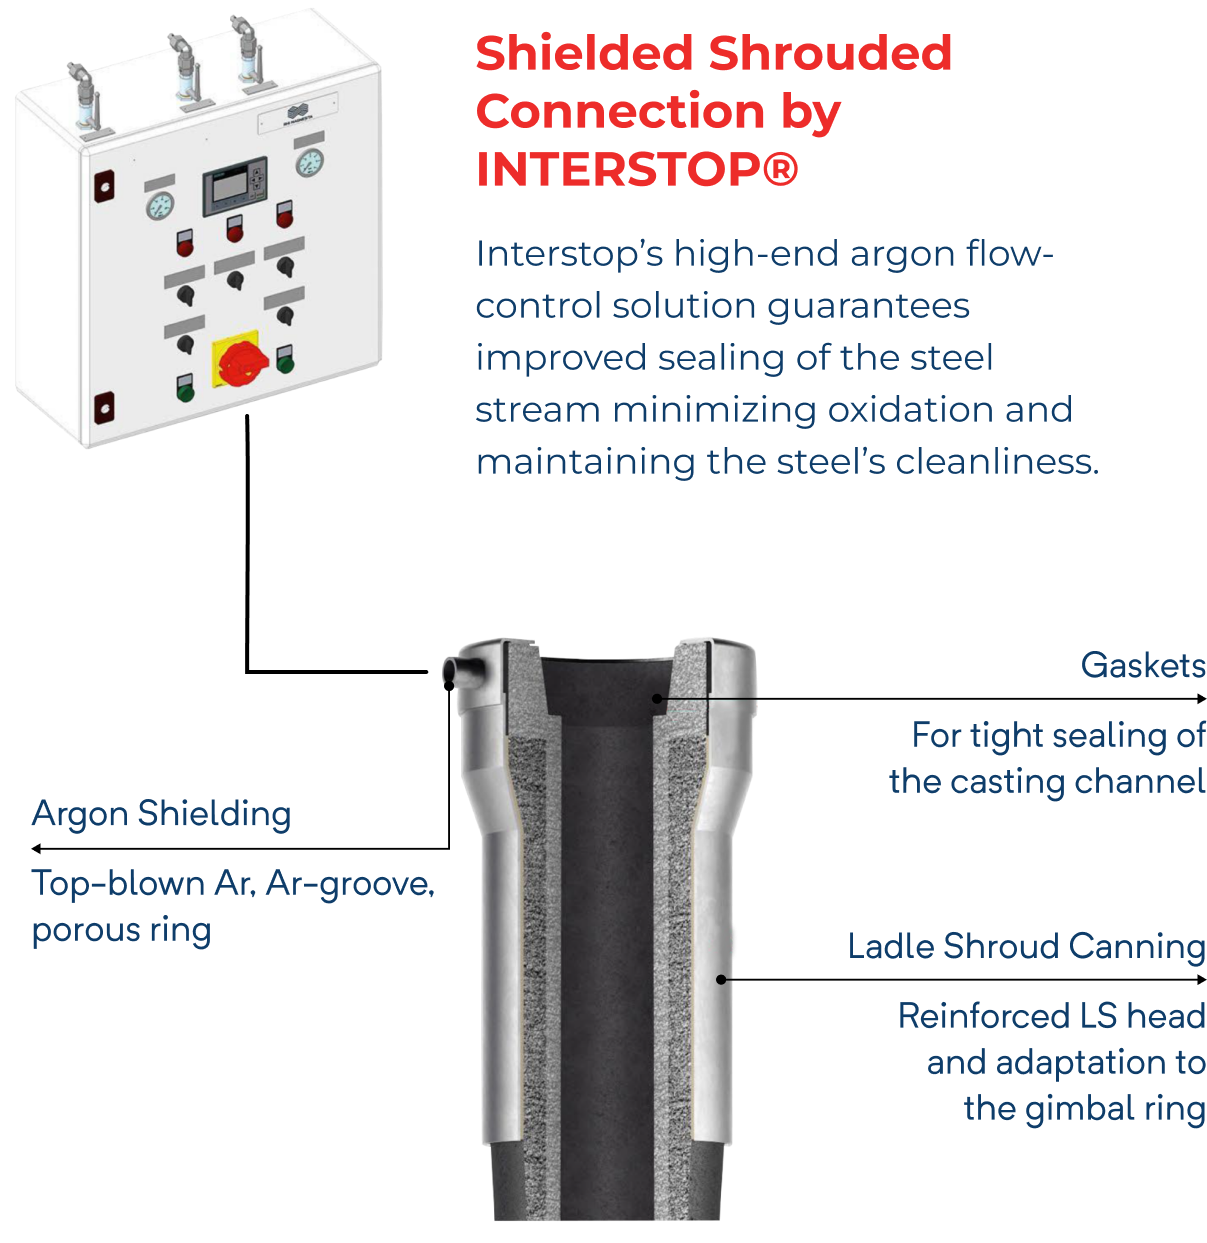 Shielded Shrouded
Connection by
INTERSTOP®
Interstop's high-end argon flow-
control solution guarantees
improved sealing of the steel
stream minimizing oxidation and
maintaining the steel's cleanliness.
Gaskets
For tight sealing of
the casting channel
Argon Shielding
Top-blown Ar, Ar-groove,
porous ring
Ladle Shroud Canning
Reinforced LS head
and adaptation to
the gimbal ring